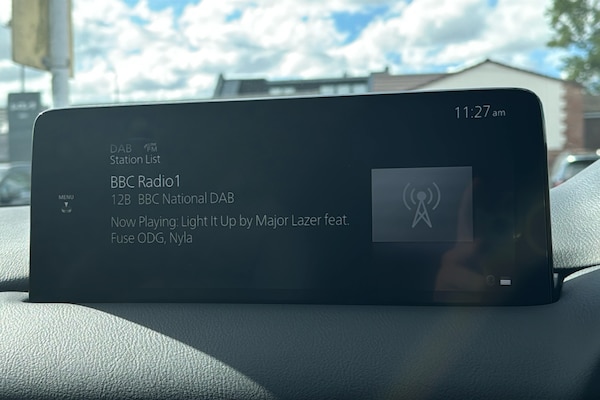 11:27 am
DAB FM
Station List
BBC Radio1
12B BBC National DAB
MENU
Now Playing: Light It Up by Major Lazer feat.
Fuse ODG, Nyla